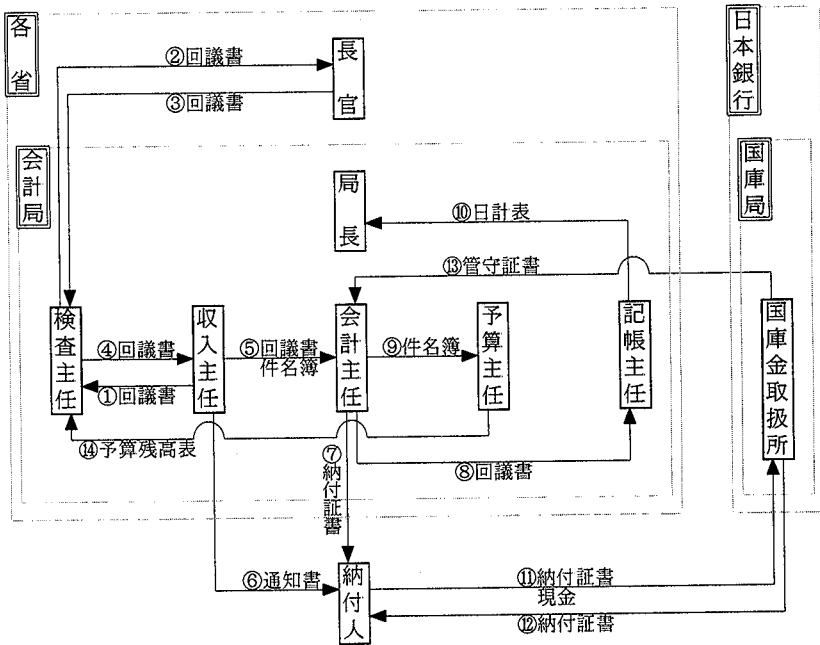 各省
日本銀行
②回議書
長官
③回議書
会計局
国庫局
局長
⑩日計表
⑬管守証書
検査主任
収入主任
会計主任
予算主任
記帳主任
国庫金取扱所
④回議書
⑤回議書
件名簿
⑨件名簿
①回議書
⑭予算残高表
⑦納付証書
⑧回議書
⑥通知書
納付人
⑪納付証書
現金
⑫納付証書